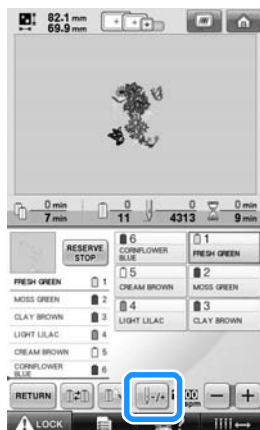 82.1 mm
69.9 mm
0 min
7 min
0
11
0
4313
0 min
9 min
RESERVE STOP
FRESH GREEN 1
MOSS GREEN 2
CLAY BROWN 3
LIGHT LILAC 4
CREAM BROWN 5
CORNFLOWER BLUE 6
6 CORNFLOWER BLUE
1 FRESH GREEN
5 CREAM BROWN
2 MOSS GREEN
4 LIGHT LILAC
3 CLAY BROWN
RETURN
-/+
00
spm
LOCK